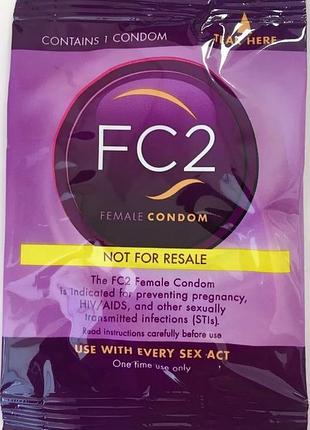 CONTAINS 1 CONDOM
TEAR HERE
FC2
FEMALE CONDOM
NOT FOR RESALE
The FC2 Female Condom
is indicated for preventing pregnancy,
HIV/AIDS, and other sexually
transmitted infections (STIs).
Read instructions carefully before use
USE WITH EVERY SEX ACT
One time use only